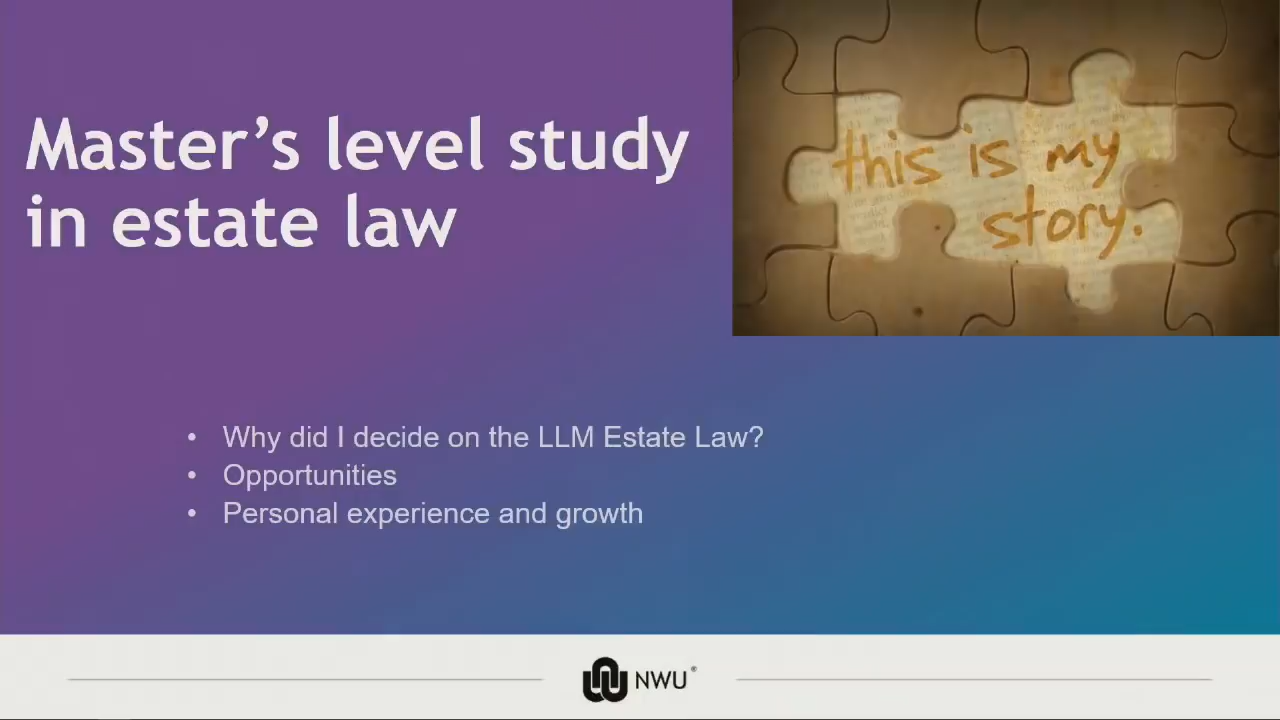 Master’s level study
in estate law
this is my
story.
• Why did I decide on the LLM Estate Law?
• Opportunities
• Personal experience and growth
NWU®